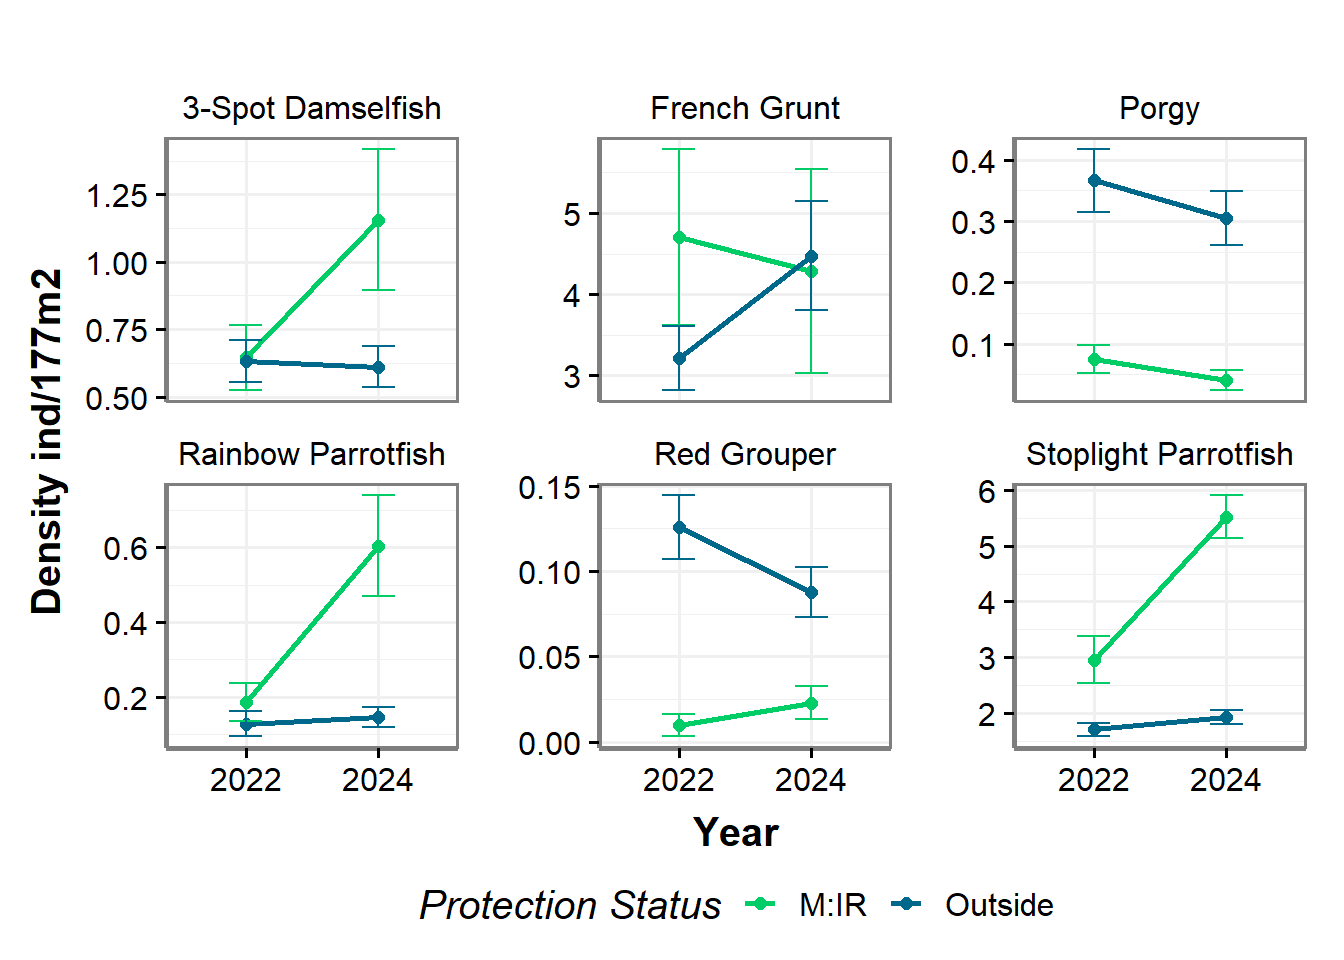 3-Spot Damselfish
French Grunt
Porgy
1.25
1.00
0.75
0.50
5
4
3
0.4
0.3
0.2
0.1
Density ind/177m2
Rainbow Parrotfish
Red Grouper
Stoplight Parrotfish
0.6
0.4
0.2
0.15
0.10
0.05
0.00
6
5
4
3
2
2022 2024
2022 2024
2022 2024
Year
Protection Status M:IR Outside